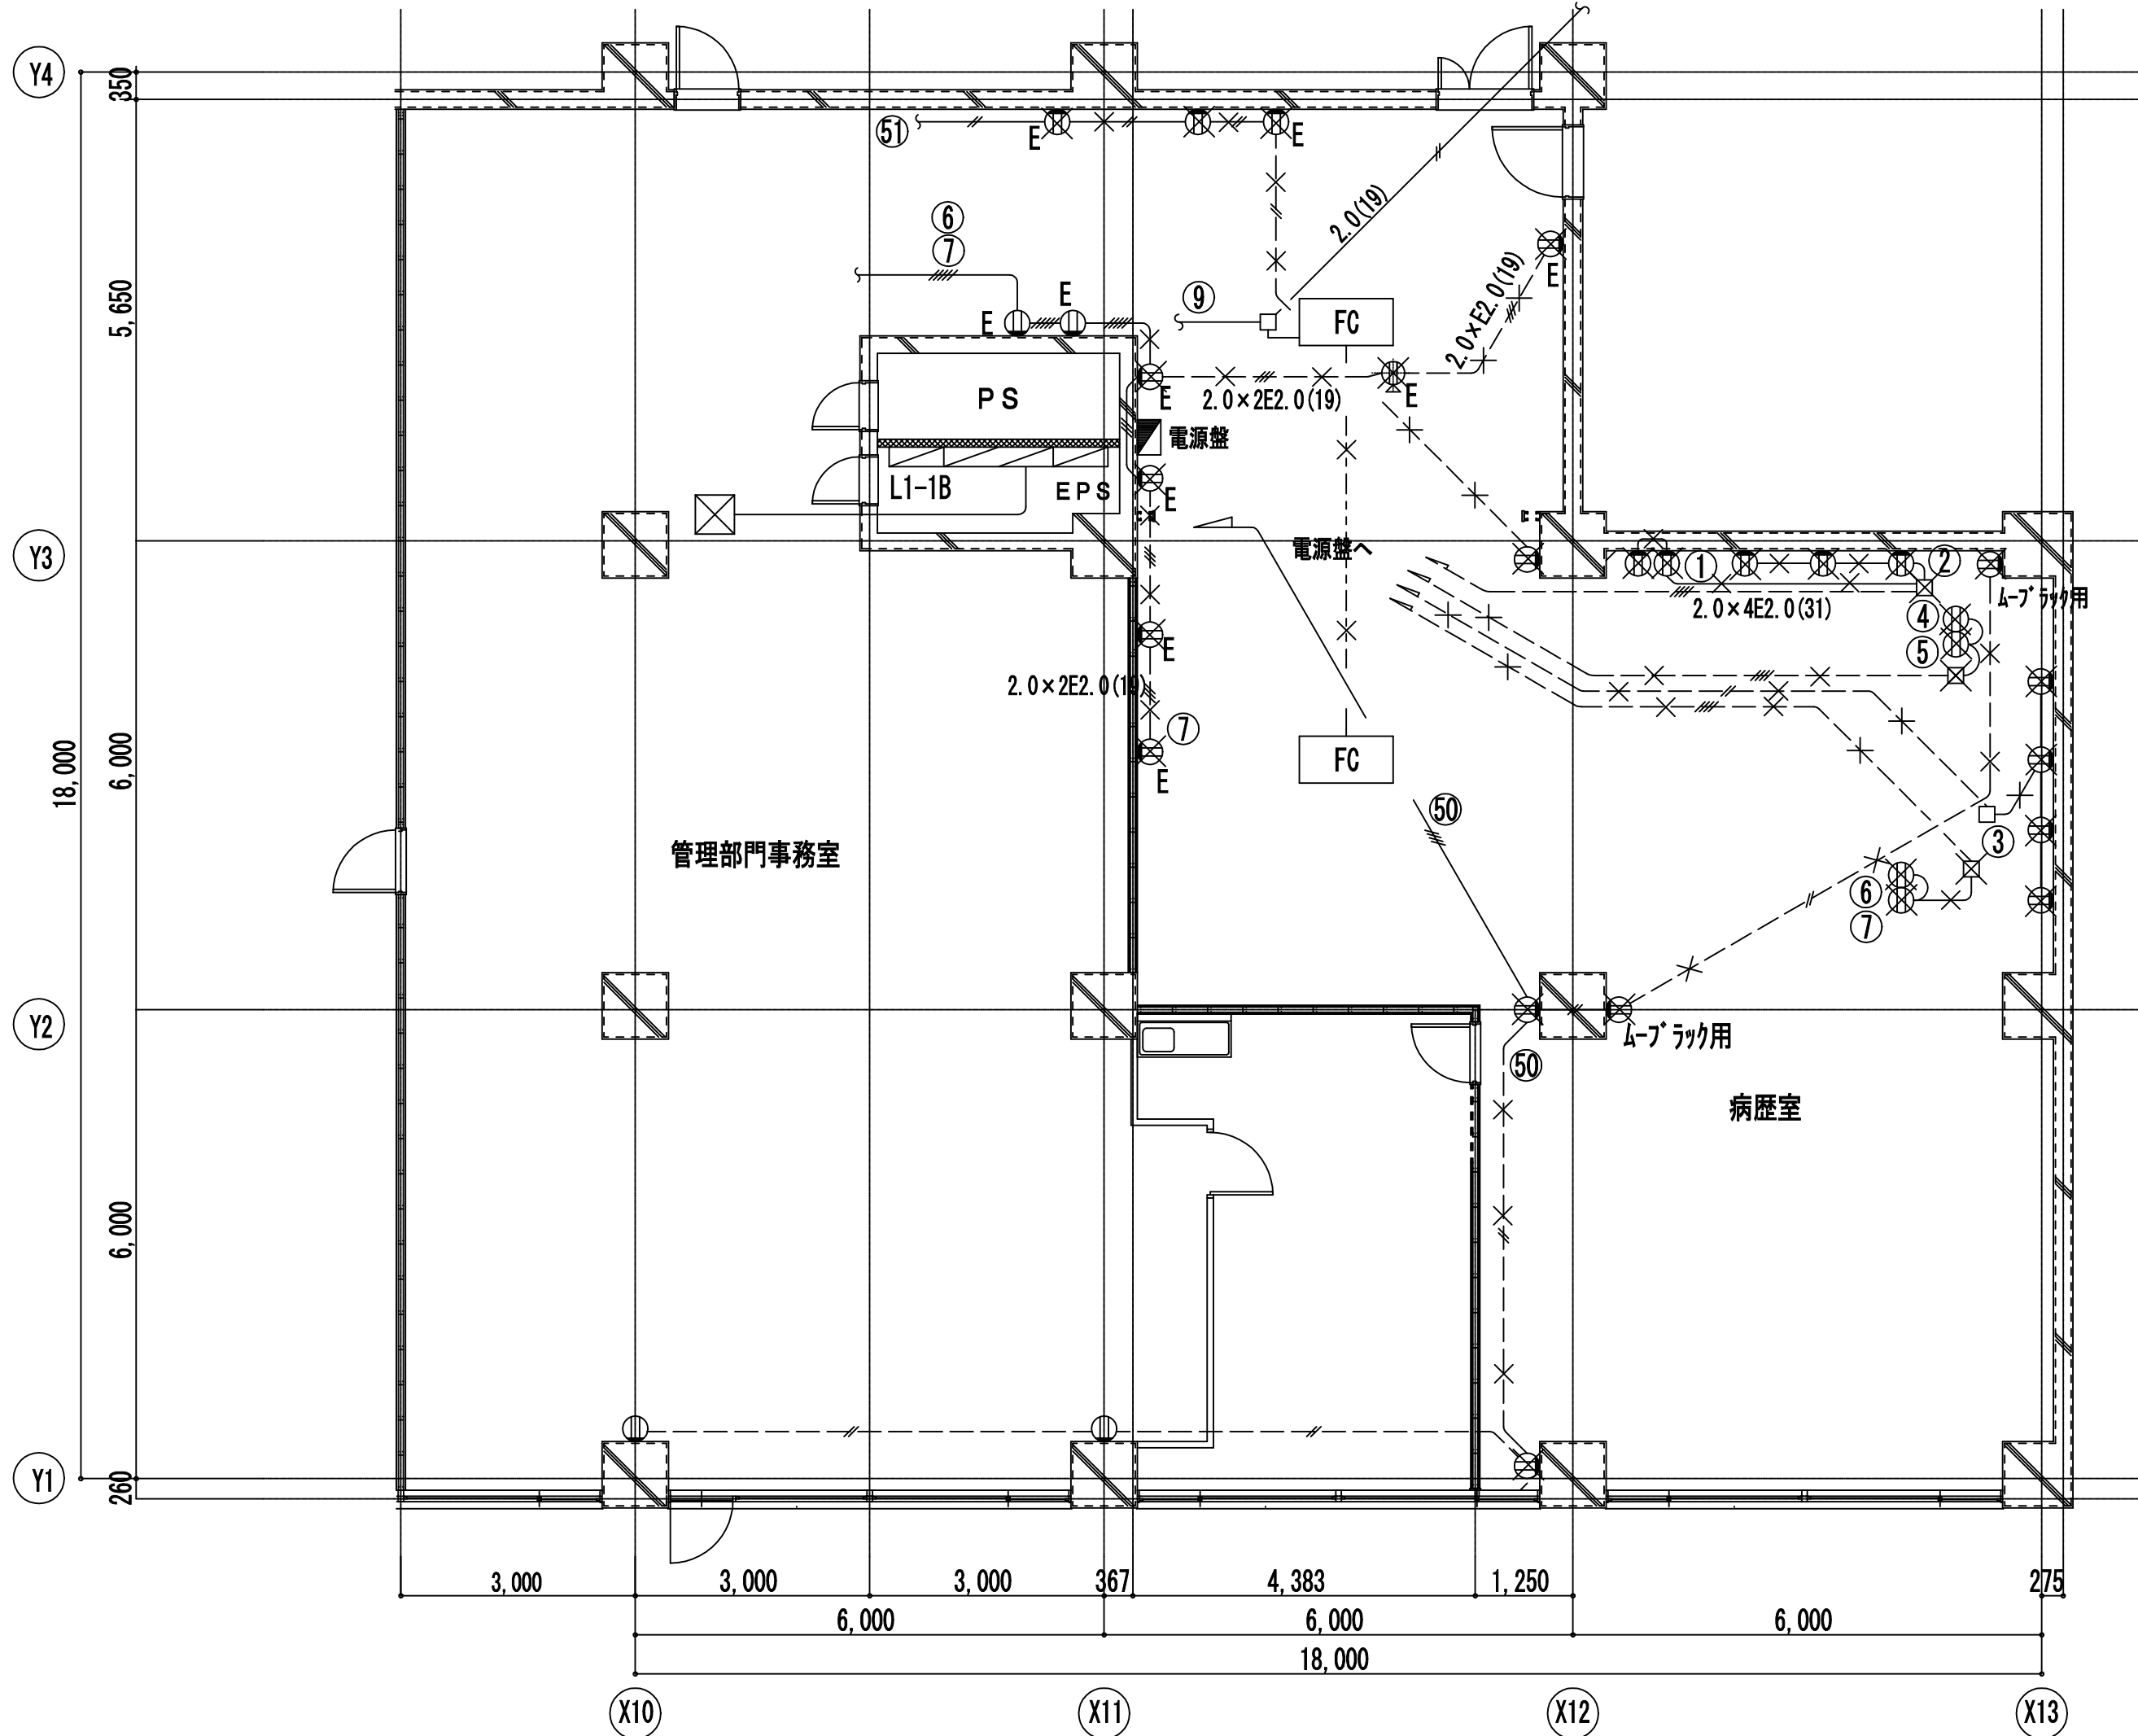 Y4
350
51
E
E
6
7
2.0(19)
E
5,650
E
E
9
FC
2.0×E2.0(19)
PS
E
2.0×2E2.0(19)
E
電源盤
L1-1B
EPS
E
Y3
電源盤へ
1
2
ムーブラック用
2.0×4E2.0(31)
4
5
E
2.0×2E2.0(19)
7
18,000
6,000
FC
E
50
管理部門事務室
3
6
7
Y2
ムーブラック用
50
病歴室
6,000
Y1
260
3,000
3,000
3,000
367
4,383
1,250
275
6,000
6,000
6,000
18,000
X10
X11
X12
X13